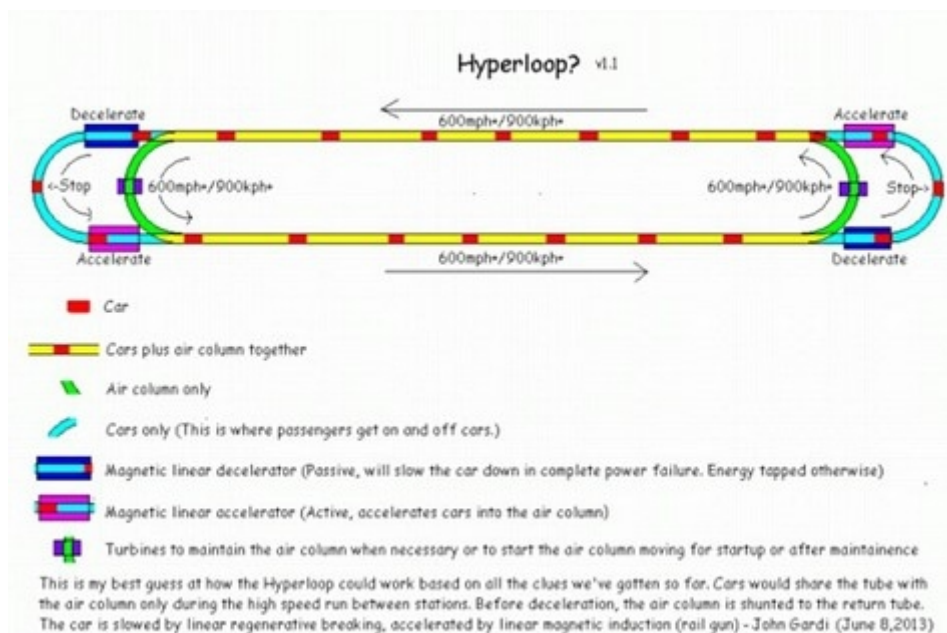 Hyperloop? v1.1
Decelerate
Accelerate
600mph+/900kph+
<-Stop
600mph+/900kph+
600mph+/900kph+
Stop->
Accelerate
600mph+/900kph+
Decelerate
Car
Cars plus air column together
Air column only
Cars only (This is where passengers get on and off cars.)
Magnetic linear decelerator (Passive, will slow the car down in complete power failure. Energy tapped otherwise)
Magnetic linear accelerator (Active, accelerates cars into the air column)
Turbines to maintain the air column when necessary or to start the air column moving for startup or after maintainence
This is my best guess at how the Hyperloop could work based on all the clues we've gotten so far. Cars would share the tube with
the air column only during the high speed run between stations. Before deceleration, the air column is shunted to the return tube.
The car is slowed by linear regenerative breaking, accelerated by linear magnetic induction (rail gun) - John Gardi (June 8,2013)